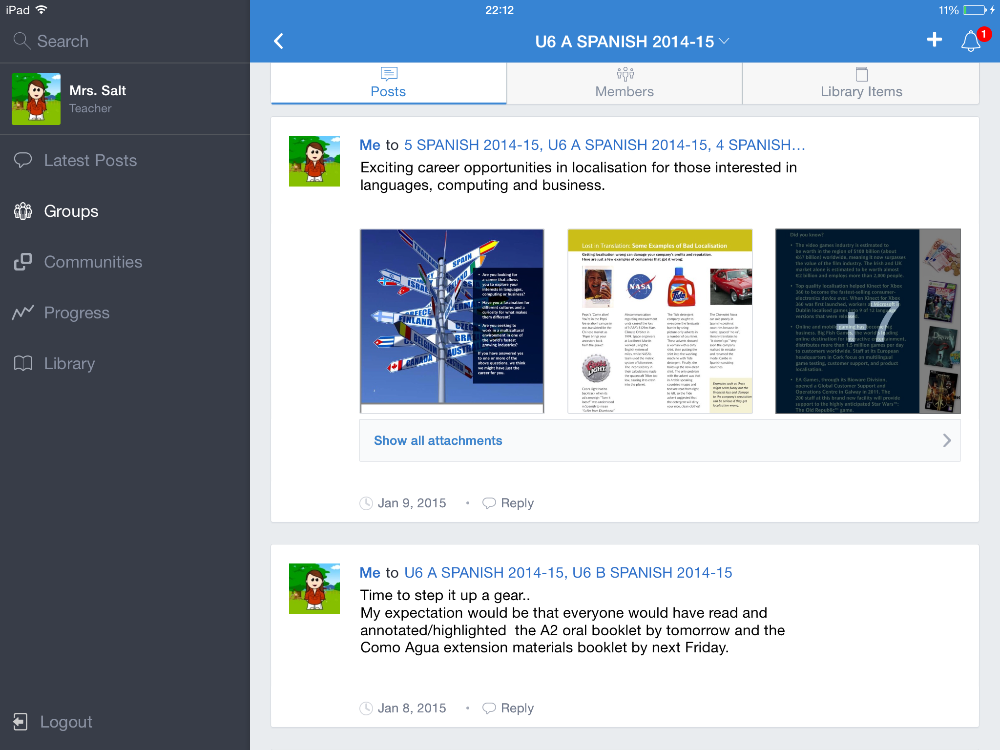 iPad
22:12
11%
Search
U6 A SPANISH 2014-15
1
Mrs. Salt
Teacher
Latest Posts
Groups
Communities
Progress
Library
Logout
Posts
Members
Library Items
Me to 5 SPANISH 2014-15, U6 A SPANISH 2014-15, 4 SPANISH...
Exciting career opportunities in localisation for those interested in
languages, computing and business.
THAILAND
SPAIN
ISRAE
GREECE
FINLAND
BELGIUM
CANADA
CZEC
BRAZ
AUSTRA
AUSTRIA
• Are you looking for
a career that allows
you to explore your
interests in languages,
computing or business?
• Have you a fascination for
different cultures and a
curiosity for what makes
them different?
• Are you seeking to
work in a multicultural
environment in one of
the world's fastest
growing industries?
If you have answered yes
to one or more of the
above questions, we think
we might have just the
career for you.
2
Lost in Translation: Some Examples of Bad Localisation
Getting localisation wrong can damage your company's profits and reputation.
Here are just a few examples of companies that got it wrong:
NASA
Tide
Pepsi's 'Come alive!
You're in the Pepsi
Generation' campaign
was translated for the
Chinese market as
'Pepsi brings your
ancestors back
from the grave'!
Coors
LIGHT
Coors Light had to
backtrack when its
ad campaign "Turn it
loose!" was understood
in Spanish to mean
"Suffer from Diarrhoea!"
Miscommunication
regarding measurement
units caused the loss
of NASA's $125m Mars
Climate Orbiter in
1999. Space engineers
at Lockheed Martin
worked using the
English system of
miles, while NASA's
team used the metric
system of kilometres.
The inconsistency in
their calculations made
the spacecraft 70km too
low, causing it to crash
into the planet.
The Tide detergent
company sought to
overcome the language
barrier by using
picture-only adverts in
a number of countries
These adverts showed
a woman with a dirty
shirt, then putting the
shirt into the washing
machine with Tide
detergent. Finally, she
holds up the now-clean
shirt. The only problem
with the advert was that
in Arabic-speaking
countries images and
text are read from right
to left, so the Tide
advert suggested that
the detergent will dirty
your nice, clean clothes!
The Chevrolet Nova
car sold poorly in
Spanish-speaking
countries because its
name, spaced "no va",
literally translates to
"it doesn't go." Very
soon the company
realised its mistake
and renamed the
model Caribe in
Spanish-speaking
countries.
Examples such as these
might seem funny but the
financial loss and damage
to the company's reputation
can be serious if they get
localisation wrong.
Did you know?
• The video games industry is estimated to
be worth in the region of $100 billion (about
€67 billion) worldwide, meaning it now surpasses
the value of the film industry. The Irish and UK
market alone is estimated to be worth almost
€2 billion and employs more than 2,000 people.
• Top quality localisation helped Kinect for Xbox
360 to become the fastest-selling consumer-
electronics device ever. When Kinect for Xbox
360 was first launched, workers at Microsoft in
Dublin localised games into 9 of 12 language
versions that were released.
• Online and mobile gaming has become big
business. Big Fish Games, the world's leading
online destination for interactive entertainment,
distributes more than 1.5 million games per day
to customers worldwide. Staff at its European
headquarters in Cork focus on multilingual
game testing, customer support, and product
localisation.
• EA Games, through its Bioware Division,
opened a Global Customer Support and
Operations Centre in Galway in 2011. The
200 staff at this brand new facility will provide
support to the highly anticipated Star Wars™:
The Old Republic™ game.
DRAWN
+7
Show all attachments
Jan 9, 2015 • Reply
Me to U6 A SPANISH 2014-15, U6 B SPANISH 2014-15
Time to step it up a gear..
My expectation would be that everyone would have read and
annotated/highlighted the A2 oral booklet by tomorrow and the
Como Agua extension materials booklet by next Friday.
Jan 8, 2015 • Reply